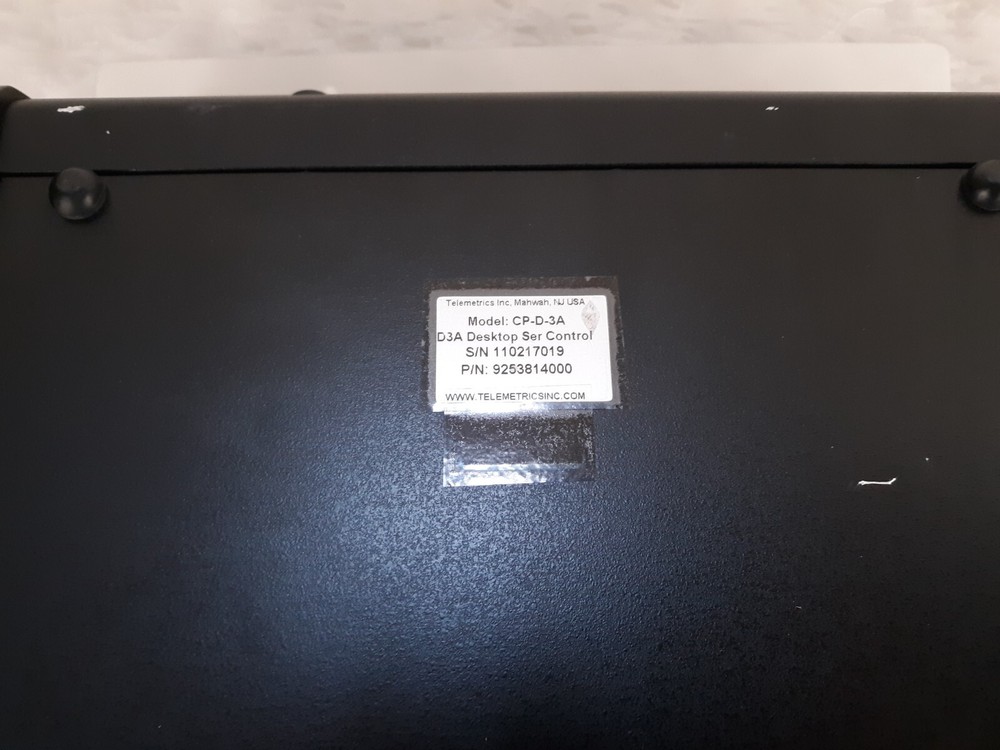 Telemetrics Inc, Mahwah, NJ USA
Model: CP-D-3A
D3A Desktop Ser Control
S/N 110217019
P/N: 9253814000
WWW.TELEMETRICSINC.COM